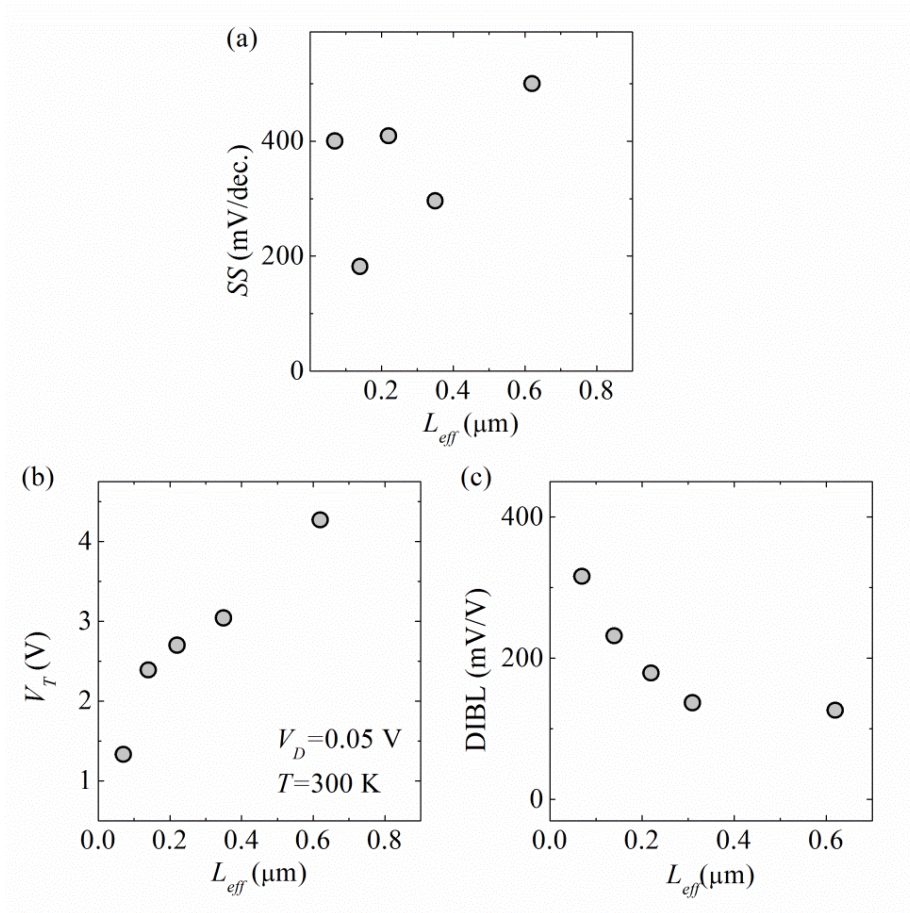 (a)
SS (mV/dec.)
400
200
0
0.2 0.4 0.6 0.8
L_eff (μm)
(b)
V_T (V)
4
3
2
1
V_D=0.05 V
T=300 K
0.0 0.2 0.4 0.6 0.8
L_eff (μm)
(c)
DIBL (mV/V)
400
200
0
0.0 0.2 0.4 0.6
L_eff (μm)